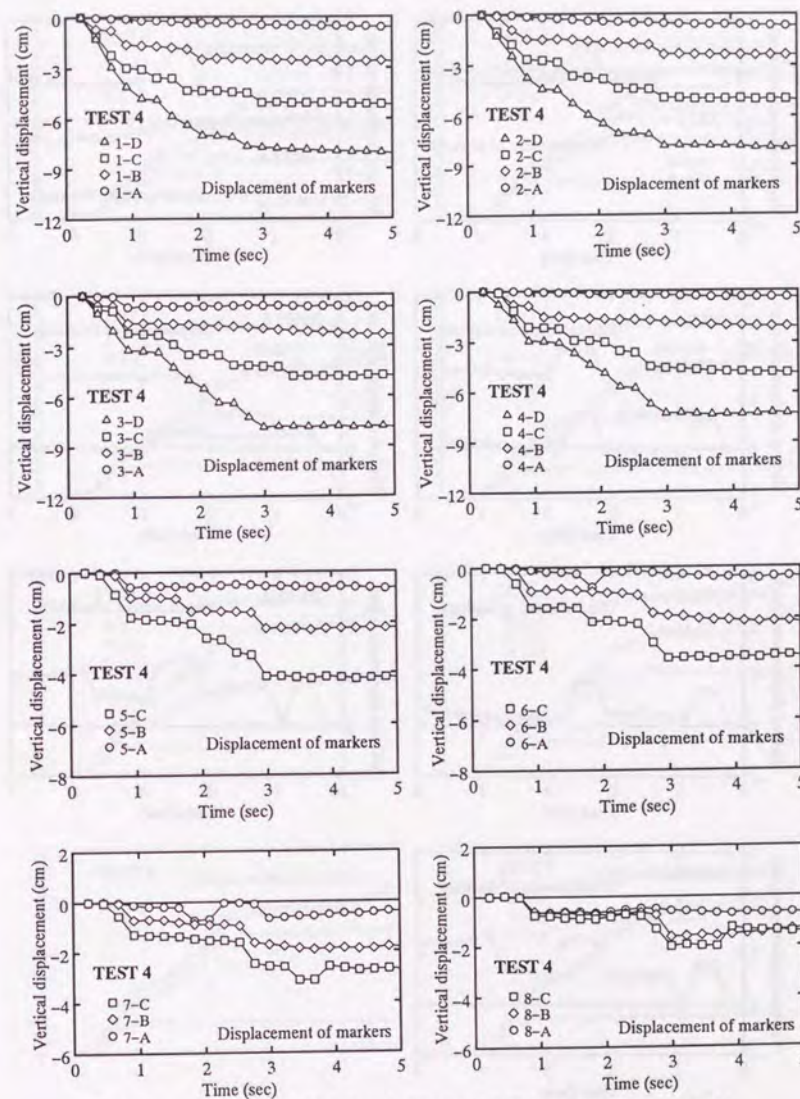 0
−3
−6
−9
−12
Vertical displacement (cm)
TEST 4
1−D
1−C
1−B
1−A
Displacement of markers
0 1 2 3 4 5
Time (sec)
0
−3
−6
−9
−12
Vertical displacement (cm)
TEST 4
2−D
2−C
2−B
2−A
Displacement of markers
0 1 2 3 4 5
Time (sec)
0
−3
−6
−9
−12
Vertical displacement (cm)
TEST 4
3−D
3−C
3−B
3−A
Displacement of markers
0 1 2 3 4 5
Time (sec)
0
−3
−6
−9
−12
Vertical displacement (cm)
TEST 4
4−D
4−C
4−B
4−A
Displacement of markers
0 1 2 3 4 5
Time (sec)
0
−2
−4
−6
−8
Vertical displacement (cm)
TEST 4
5−C
5−B
5−A
Displacement of markers
0 1 2 3 4 5
Time (sec)
0
−2
−4
−6
−8
Vertical displacement (cm)
TEST 4
6−C
6−B
6−A
Displacement of markers
0 1 2 3 4 5
Time (sec)
2
0
−2
−4
−6
Vertical displacement (cm)
TEST 4
7−C
7−B
7−A
Displacement of markers
0 1 2 3 4 5
Time (sec)
2
0
−2
−4
−6
Vertical displacement (cm)
TEST 4
8−C
8−B
8−A
Displacement of markers
0 1 2 3 4 5
Time (sec)